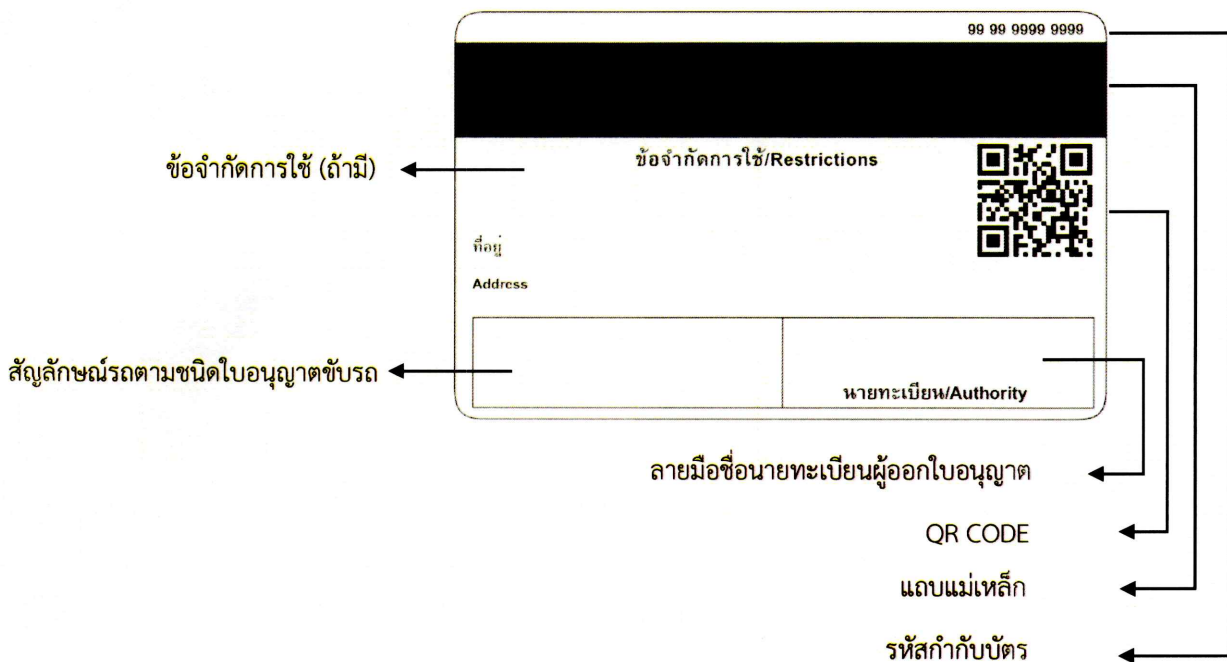 99 99 9999 9999
ข้อจำกัดการใช้ (ถ้ามี)
ข้อจำกัดการใช้/Restrictions
ที่อยู่
Address
สัญลักษณ์รถตามชนิดใบอนุญาตขับรถ
นายทะเบียน/Authority
ลายมือชื่อนายทะเบียนผู้ออกใบอนุญาต
QR CODE
แถบแม่เหล็ก
รหัสกำกับบัตร